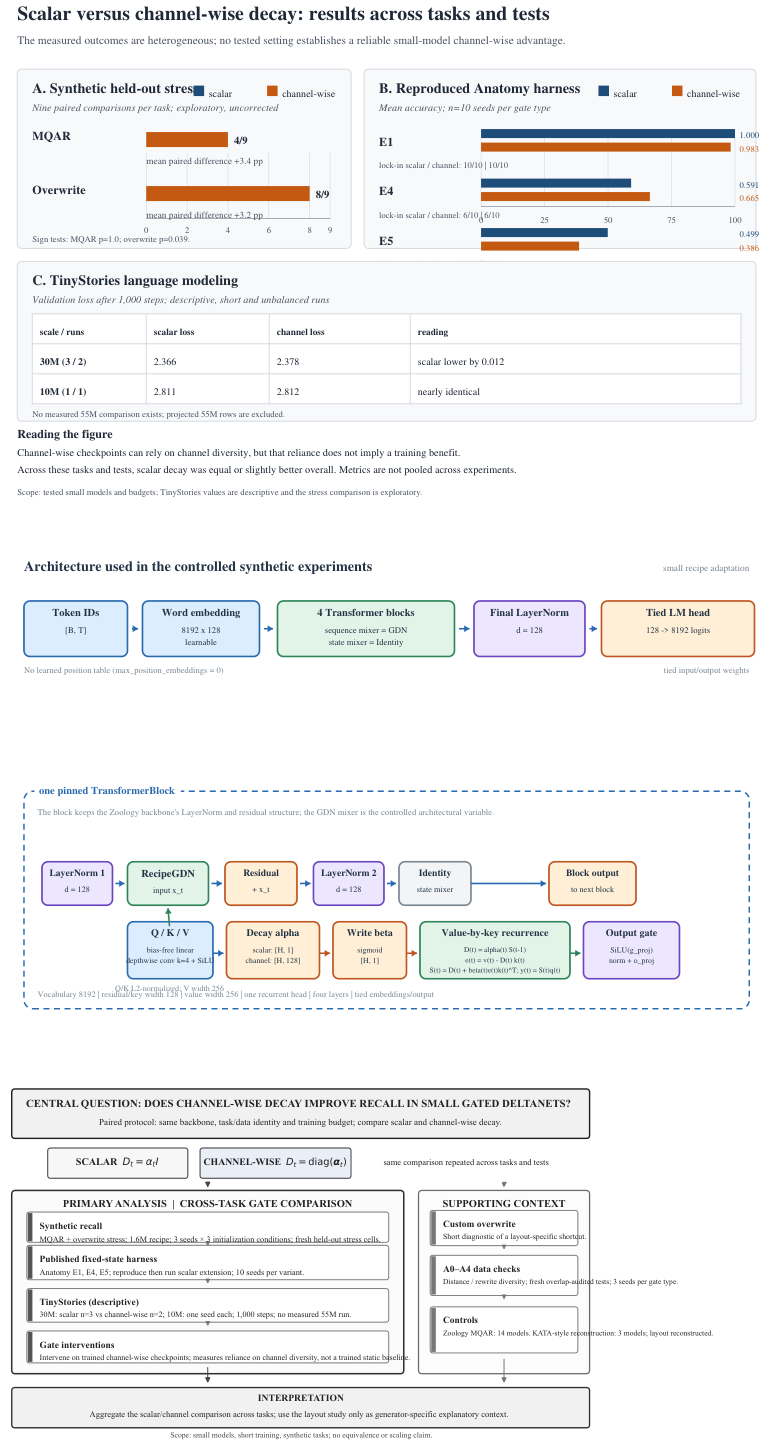 Scalar versus channel-wise decay: results across tasks and tests
The measured outcomes are heterogeneous; no tested setting establishes a reliable small-model channel-wise advantage.
A. Synthetic held-out stres
scalar
channel-wise
Nine paired comparisons per task; exploratory, uncorrected
MQAR
4/9
mean paired difference +3.4 pp
Overwrite
8/9
mean paired difference +3.2 pp
0 2 4 6 8 9
Sign tests: MQAR p=1.0; overwrite p=0.039.
B. Reproduced Anatomy harness
scalar
channel-wise
Mean accuracy; n=10 seeds per gate type
E1
1.000
0.983
lock-in scalar / channel: 10/10 | 10/10
E4
0.591
0.665
lock-in scalar / channel: 6/10 | 6/10
0 25 50 75 100
E5
0.499
0.386
C. TinyStories language modeling
Validation loss after 1,000 steps; descriptive, short and unbalanced runs
scale / runs scalar loss channel loss reading
30M (3 / 2) 2.366 2.378 scalar lower by 0.012
10M (1 / 1) 2.811 2.812 nearly identical
No measured 55M comparison exists; projected 55M rows are excluded.
Reading the figure
Channel-wise checkpoints can rely on channel diversity, but that reliance does not imply a training benefit.
Across these tasks and tests, scalar decay was equal or slightly better overall. Metrics are not pooled across experiments.
Scope: tested small models and budgets; TinyStories values are descriptive and the stress comparison is exploratory.
Architecture used in the controlled synthetic experiments
small recipe adaptation
Token IDs
[B, T]
Word embedding
8192 x 128
learnable
4 Transformer blocks
sequence mixer = GDN
state mixer = Identity
Final LayerNorm
d = 128
Tied LM head
128 -> 8192 logits
No learned position table (max_position_embeddings = 0)
tied input/output weights
one pinned TransformerBlock
The block keeps the Zoology backbone's LayerNorm and residual structure; the GDN mixer is the controlled architectural variable.
LayerNorm 1
d = 128
RecipeGDN
input x_t
Residual
+ x_t
LayerNorm 2
d = 128
Identity
state mixer
Block output
to next block
Q / K / V
bias-free linear
depthwise conv k=4 + SiLU
Decay alpha
scalar: [H, 1]
channel: [H, 128]
Write beta
sigmoid
[H, 1]
Value-by-key recurrence
D(t) = alpha(t) S(t-1)
e(t) = v(t) - D(t) k(t)
S(t) = D(t) + beta(t)e(t)k(t)^T; y(t) = S(t)q(t)
Output gate
SiLU(g_proj)
norm + o_proj
Q/K L2-normalized; V width 256
Vocabulary 8192 | residual/key width 128 | value width 256 | one recurrent head | four layers | tied embeddings/output
CENTRAL QUESTION: DOES CHANNEL-WISE DECAY IMPROVE RECALL IN SMALL GATED DELTANETS?
Paired protocol: same backbone, task/data identity and training budget; compare scalar and channel-wise decay.
SCALAR D_t = α_t I
CHANNEL-WISE D_t = diag(α_t)
same comparison repeated across tasks and tests
PRIMARY ANALYSIS | CROSS-TASK GATE COMPARISON
Synthetic recall
MQAR + overwrite stress; 1.6M recipe; 3 seeds × 3 initialization conditions; fresh held-out stress cells.
Published fixed-state harness
Anatomy E1, E4, E5; reproduce then run scalar extension; 10 seeds per variant.
TinyStories (descriptive)
30M: scalar n=3 vs channel-wise n=2; 10M: one seed each; 1,000 steps; no measured 55M run.
Gate interventions
Intervene on trained channel-wise checkpoints; measures reliance on channel diversity, not a trained static baseline.
SUPPORTING CONTEXT
Custom overwrite
Short diagnostic of a layout-specific shortcut.
A0–A4 data checks
Distance / rewrite diversity; fresh overlap-audited tests; 3 seeds per gate type.
Controls
Zoology MQAR: 14 models. KATA-style reconstruction: 3 models; layout reconstructed.
INTERPRETATION
Aggregate the scalar/channel comparison across tasks; use the layout study only as generator-specific explanatory context.
Scope: small models, short training, synthetic tasks; no equivalence or scaling claim.